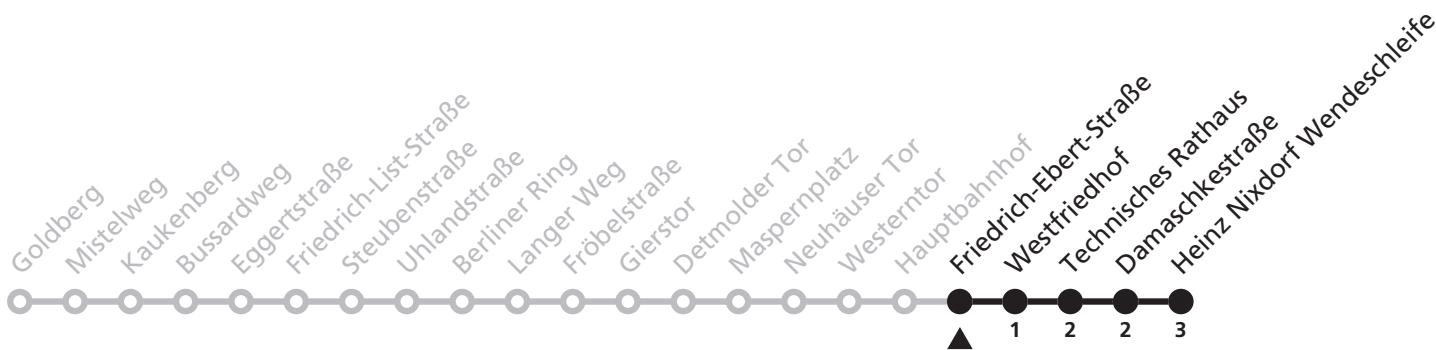 Goldberg
Mistelweg
Kaukenberg
Bussardweg
Eggertstraße
Friedrich-List-Straße
Steubenstraße
Uhlandstraße
Berliner Ring
Langer Weg
Fröbelstraße
Gierstor
Detmolder Tor
Maspernplatz
Neuhäuser Tor
Westerntor
Hauptbahnhof
Friedrich-Ebert-Straße
Westfriedhof
Technisches Rathaus
Damaschkestraße
Heinz Nixdorf Wendeschleife
1 2 2 3